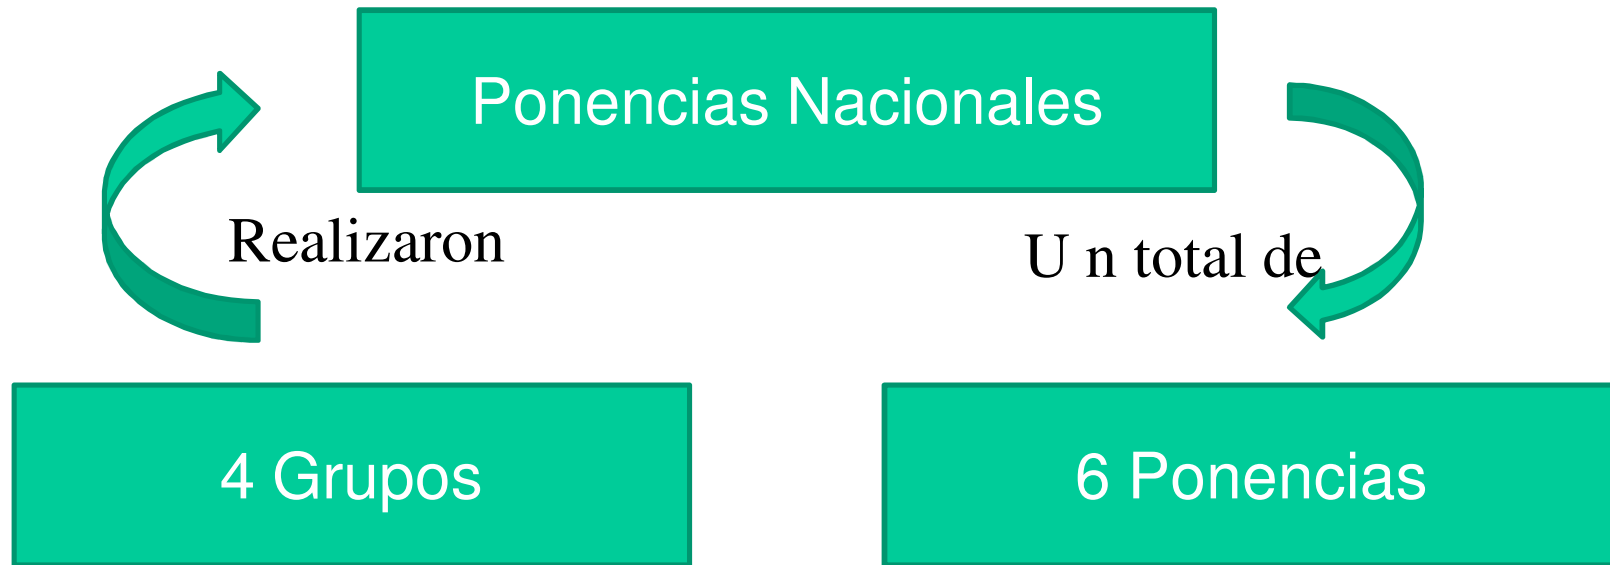 Ponencias Nacionales
Realizaron
U n total de
4 Grupos
6 Ponencias